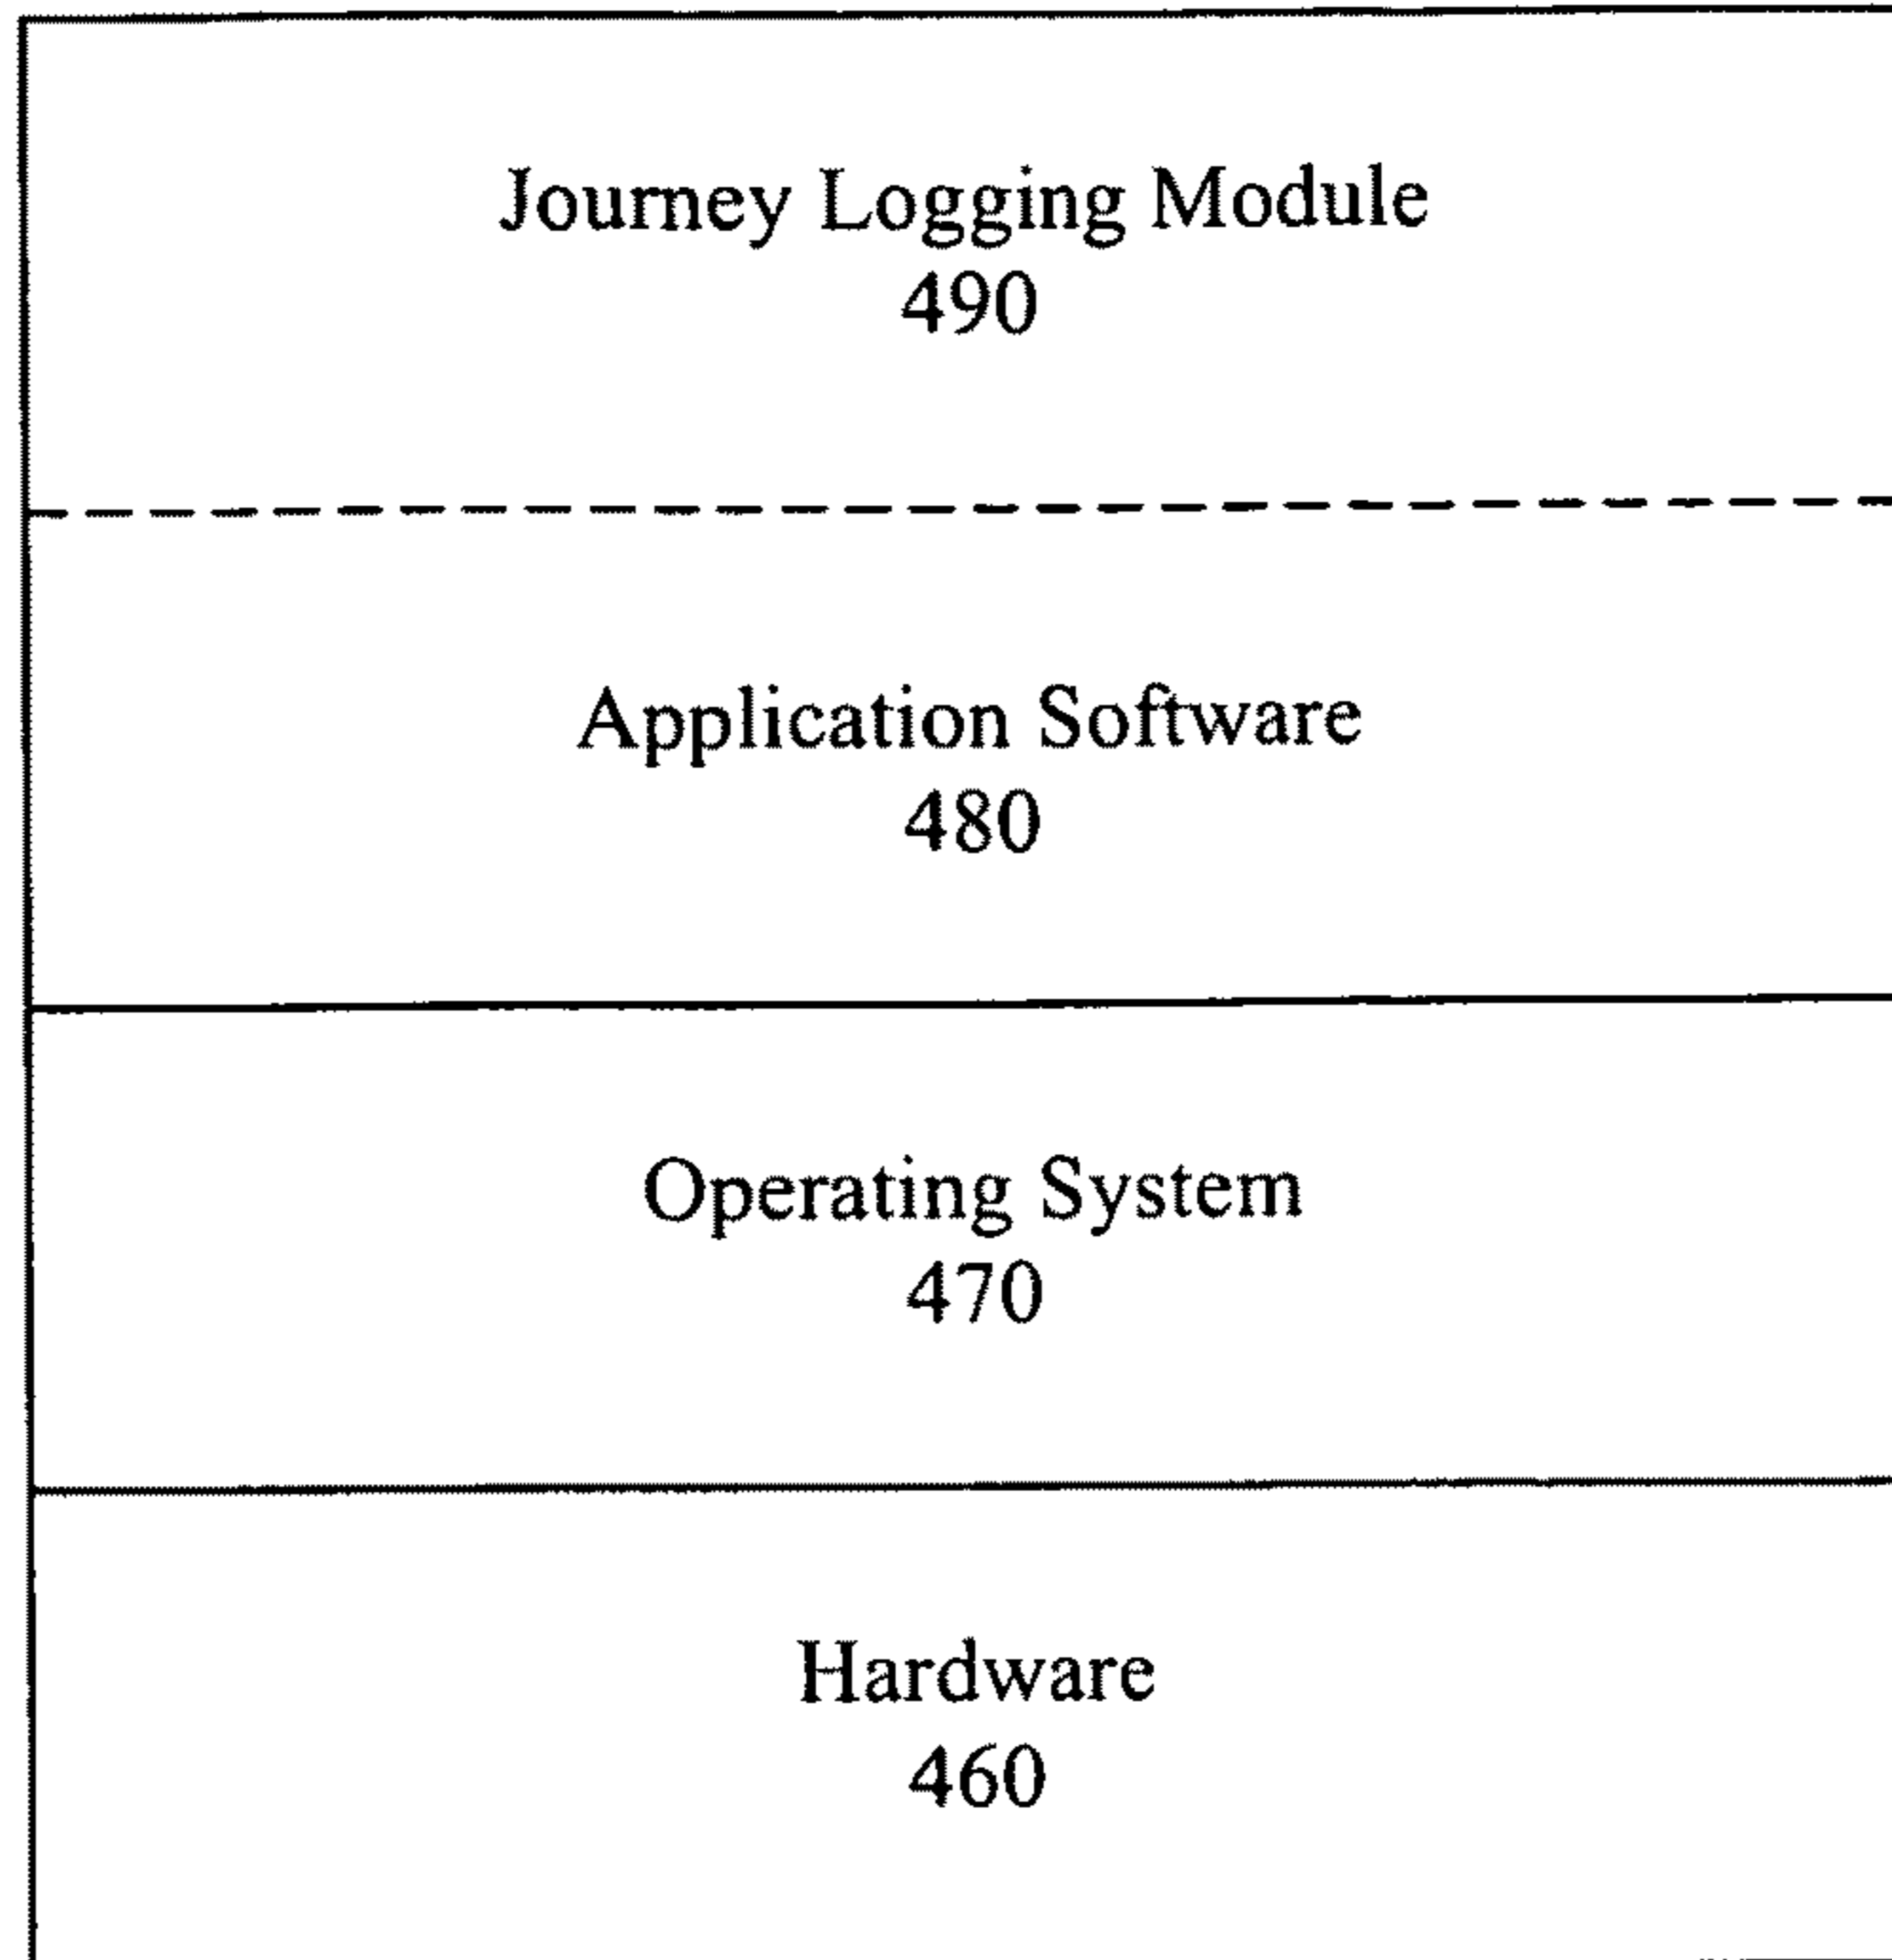 Journey Logging Module
490
Application Software
480
Operating System
470
Hardware
460